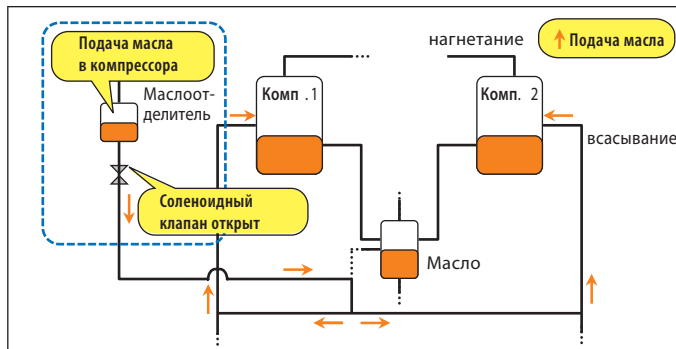 Подача масла
в компрессора
Маслоот-
делитель
Соленоидный
клапан открыт
нагнетание
Подача масла
Комп .1
Комп. 2
всасывание
Масло